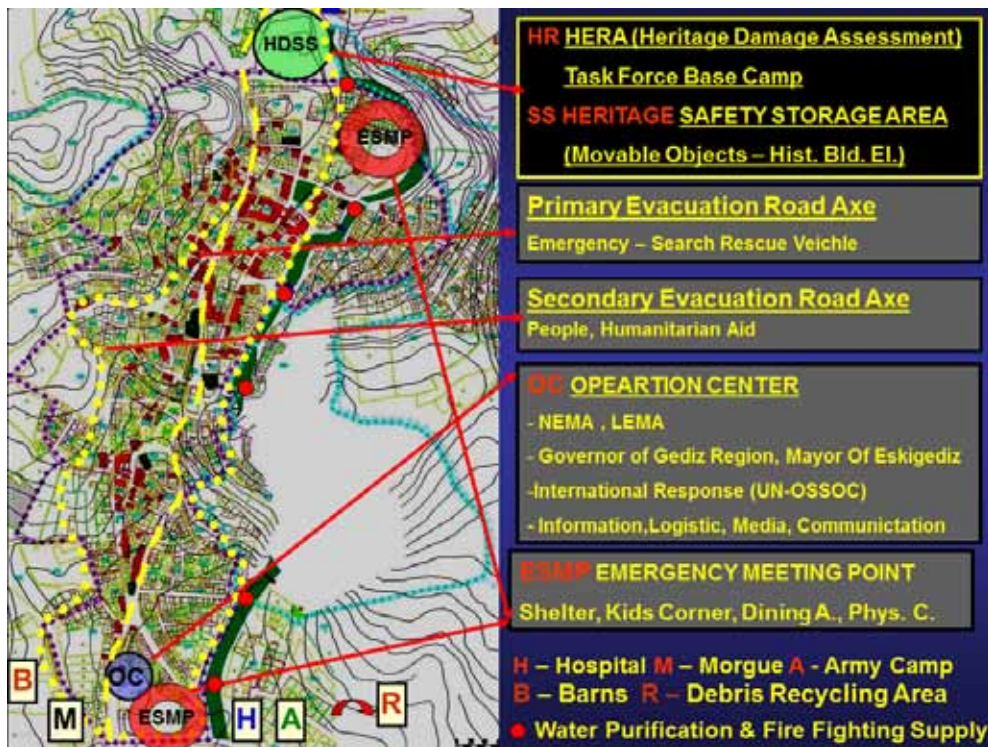 HDSS
ESMP
OC
ESMP
B
M
H
A
R
HR HERA (Heritage Damage Assessment)
Task Force Base Camp
SS HERITAGE SAFETY STORAGE AREA
(Movable Objects – Hist. Bld. El.)
Primary Evacuation Road Axe
Emergency – Search Rescue Veichle
Secondary Evacuation Road Axe
People, Humanitarian Aid
OC OPEARTION CENTER
- NEMA , LEMA
- Governor of Gediz Region, Mayor Of Eskigediz
-International Response (UN-OSSOC)
- Information,Logistic, Media, Communictation
ESMP EMERGENCY MEETING POINT
Shelter, Kids Corner, Dining A., Phys. C.
H – Hospital M – Morgue A - Army Camp
B – Barns R – Debris Recycling Area
Water Purification & Fire Fighting Supply